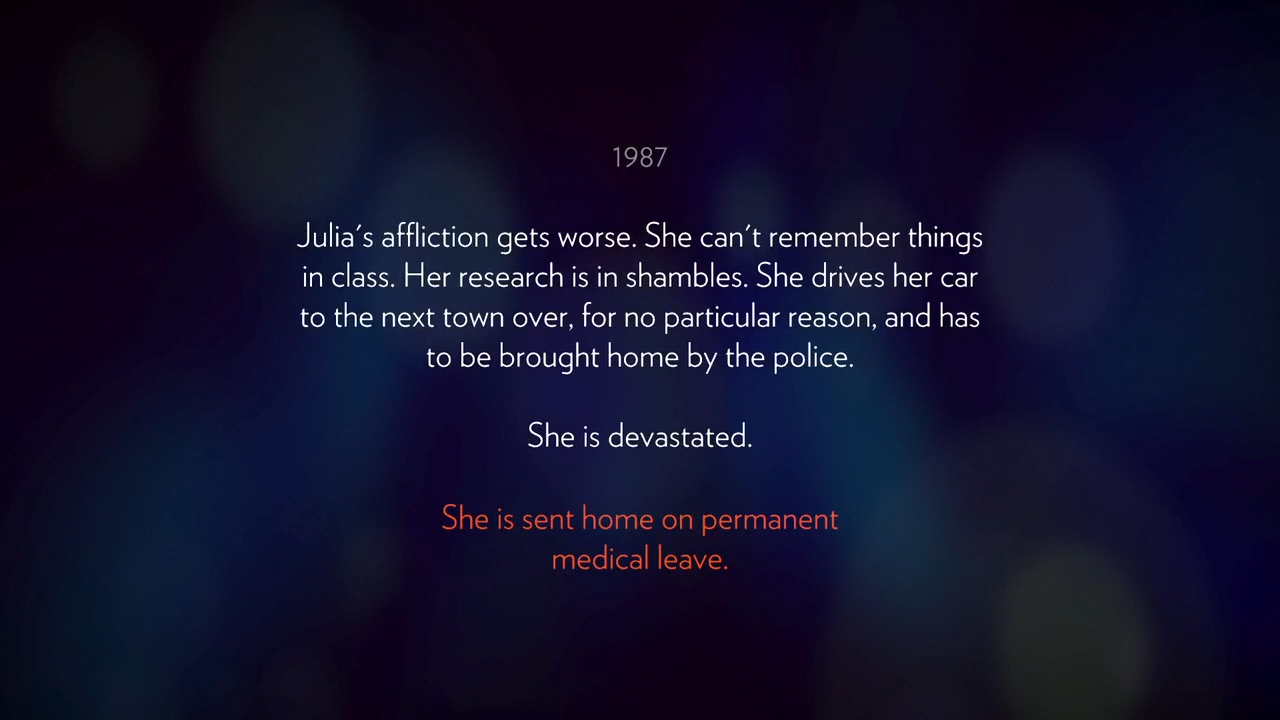 1987
Julia's affliction gets worse. She can't remember things
in class. Her research is in shambles. She drives her car
to the next town over, for no particular reason, and has
to be brought home by the police.
She is devastated.
She is sent home on permanent
medical leave.